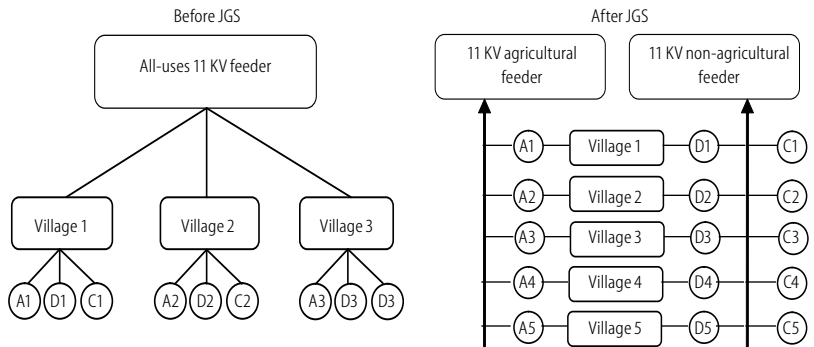 Before JGS
All-uses 11 KV feeder
Village 1
Village 2
Village 3
A1 D1 C1
A2 D2 C2
A3 D3 D3
After JGS
11 KV agricultural
feeder
11 KV non-agricultural
feeder
A1 Village 1 D1 C1
A2 Village 2 D2 C2
A3 Village 3 D3 C3
A4 Village 4 D4 C4
A5 Village 5 D5 C5